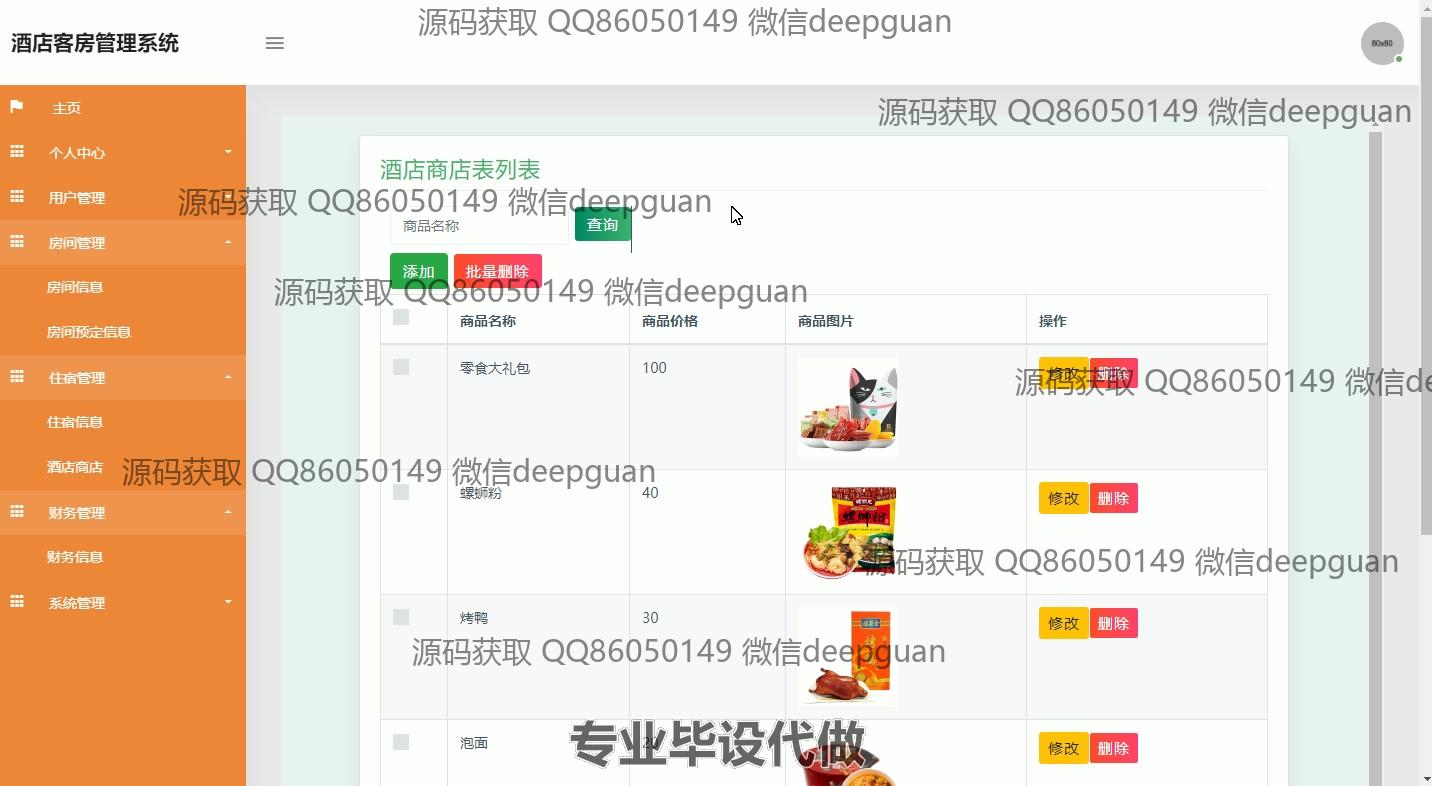 源码获取 QQ86050149 微信deepguan
酒店客房管理系统
80x80
主页
源码获取 QQ86050149 微信deepguan
个人中心
酒店商店表列表
用户管理
源码获取 QQ86050149 微信deepguan
商品名称
查询
房间管理
添加
批量删除
房间信息
源码获取 QQ86050149 微信deepguan
商品名称
商品价格
商品图片
操作
房间预定信息
零食大礼包
100
修改
删除
住宿管理
源码获取 QQ86050149 微信de
住宿信息
酒店商店
源码获取 QQ86050149 微信deepguan
螺蛳粉
40
修改
删除
螺蛳粉
财务管理
财务信息
源码获取 QQ86050149 微信deepguan
系统管理
烤鸭
30
修改
删除
源码获取 QQ86050149 微信deepguan
泡面
20
修改
删除
专业毕设代做